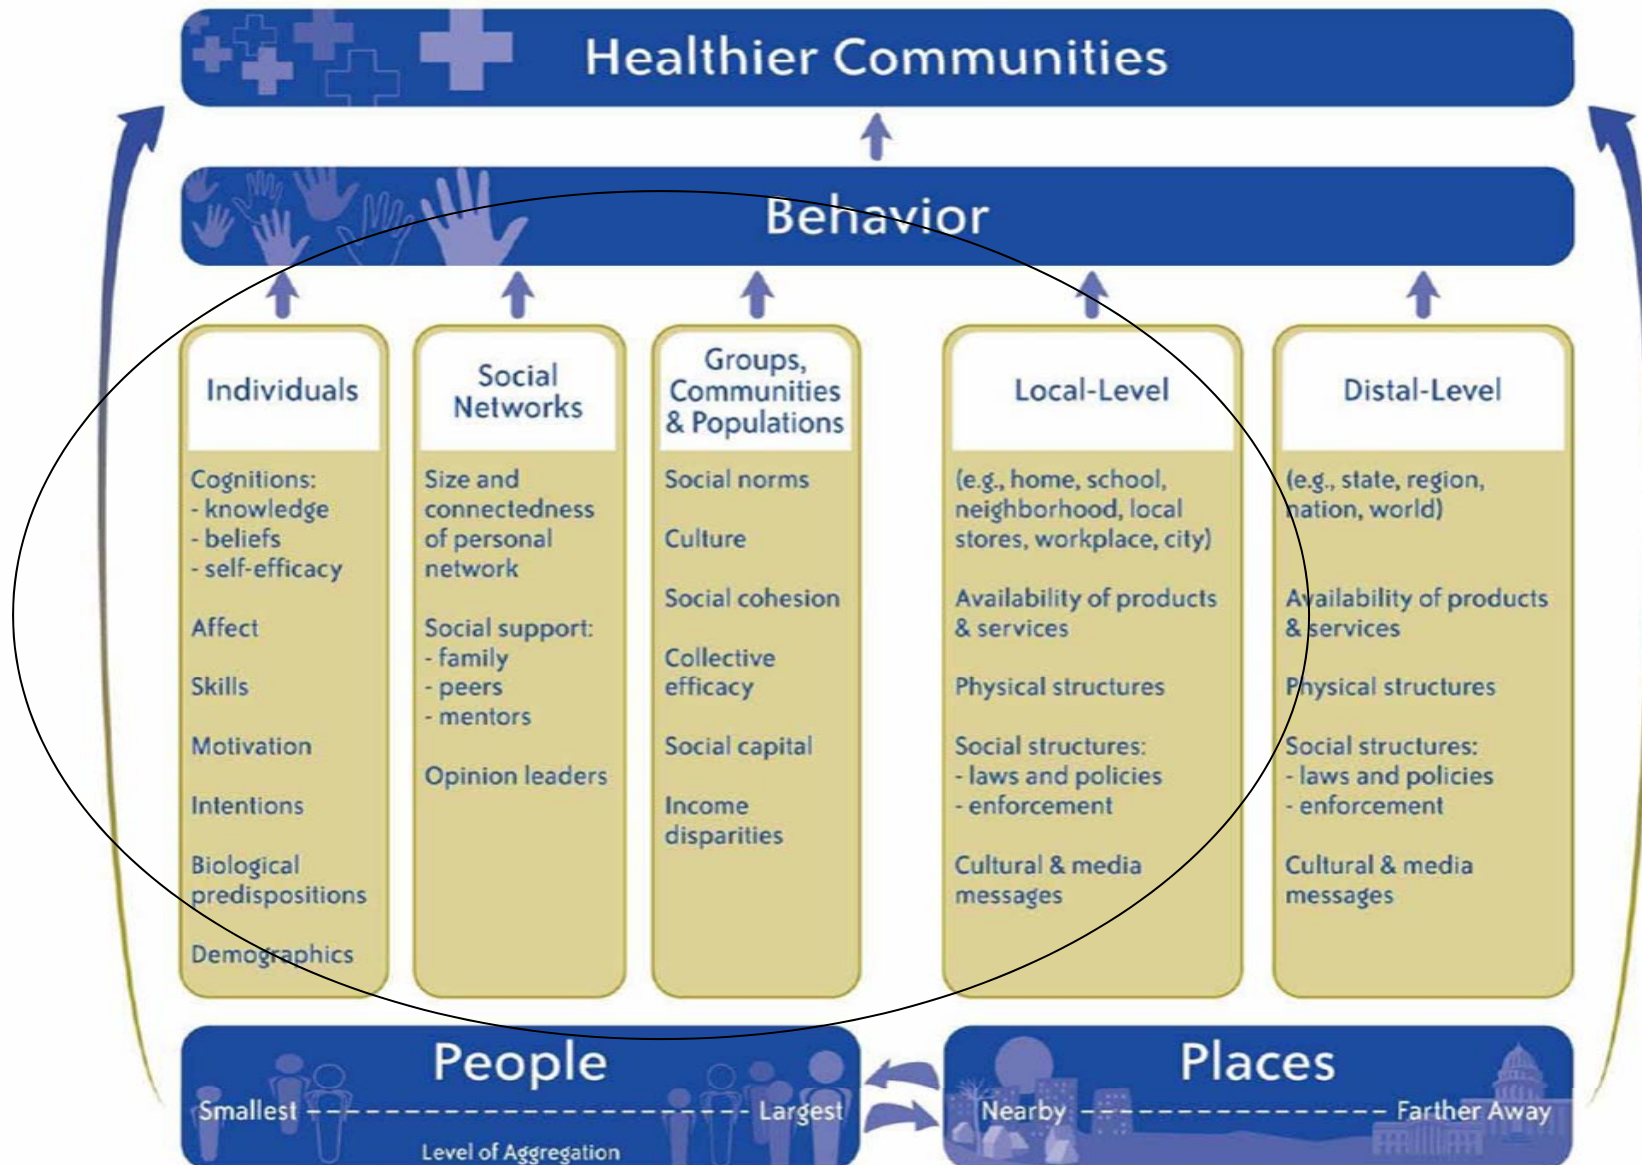 Healthier Communities
Behavior
Individuals
Cognitions:
- knowledge
- beliefs
- self-efficacy
Affect
Skills
Motivation
Intentions
Biological
predispositions
Demographics
Social
Networks
Size and
connectedness
of personal
network
Social support:
- family
- peers
- mentors
Opinion leaders
Groups,
Communities
& Populations
Social norms
Culture
Social cohesion
Collective
efficacy
Social capital
Income
disparities
Local-Level
(e.g., home, school,
neighborhood, local
stores, workplace, city)
Availability of products
& services
Physical structures
Social structures:
- laws and policies
- enforcement
Cultural & media
messages
Distal-Level
(e.g., state, region,
nation, world)
Availability of products
& services
Physical structures
Social structures:
- laws and policies
- enforcement
Cultural & media
messages
People
Smallest
Largest
Level of Aggregation
Places
Nearby
Farther Away